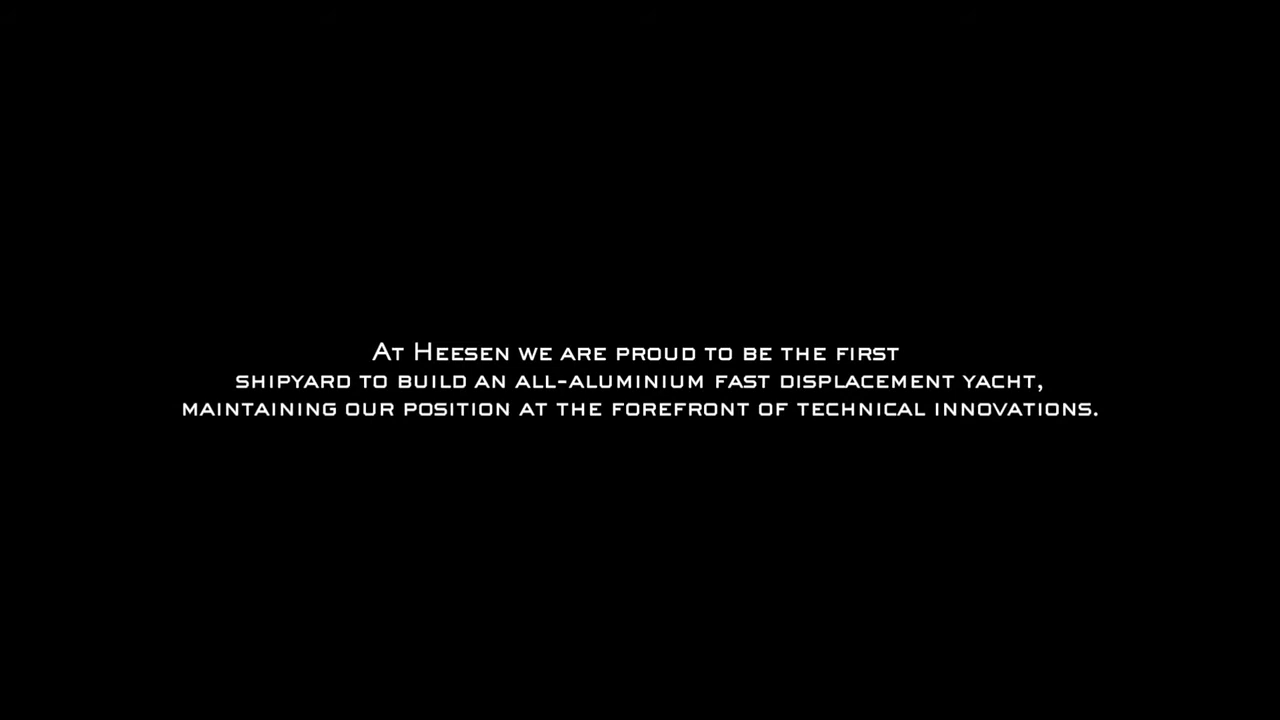 At Heesen we are proud to be the first
shipyard to build an all-aluminium fast displacement yacht,
maintaining our position at the forefront of technical innovations.